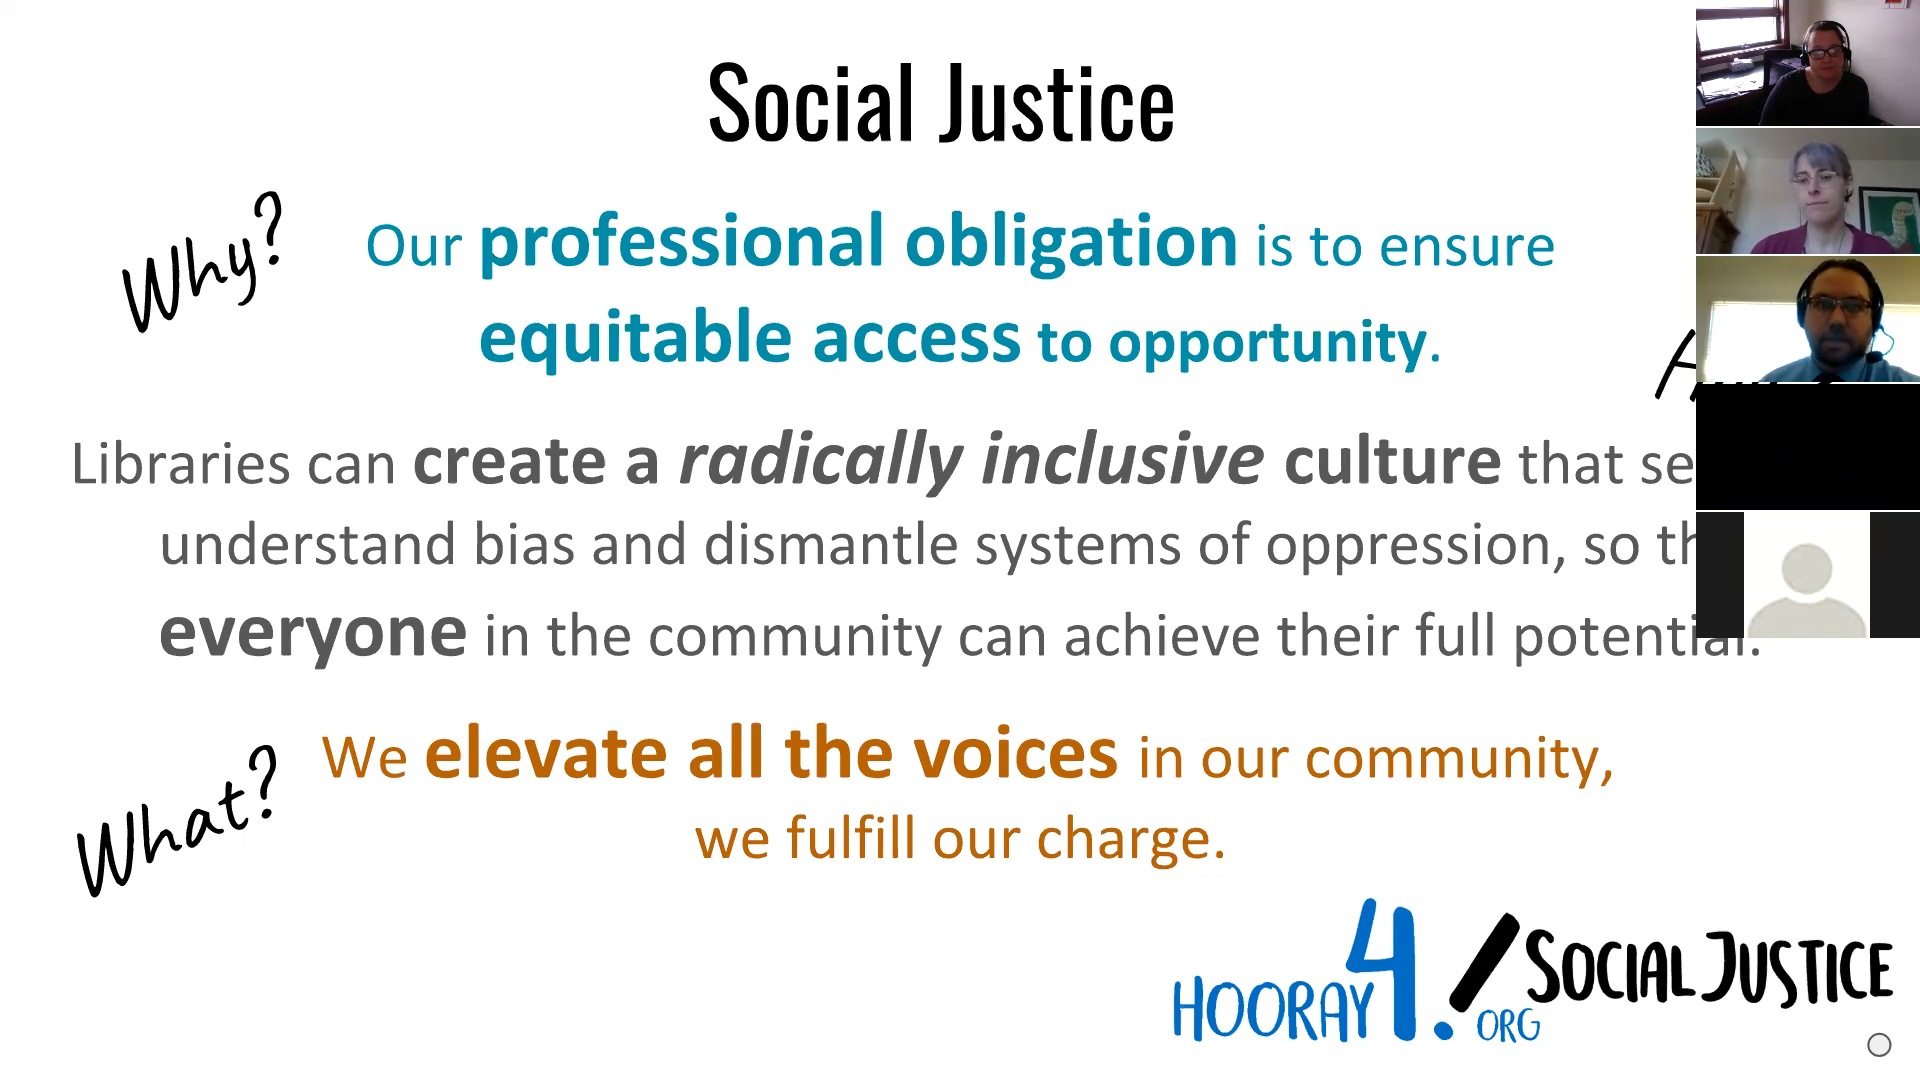 Social Justice
Why?
Our professional obligation is to ensure
equitable access to opportunity.
Libraries can create a radically inclusive culture that
understand bias and dismantle systems of oppression, so
everyone in the community can achieve their full potential.
What?
We elevate all the voices in our community,
we fulfill our charge.
HOORAY4.ORG/SOCIALJUSTICE